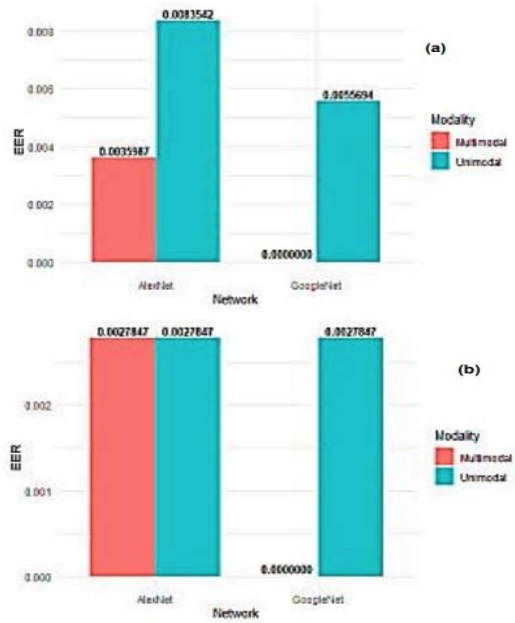 0.0083542
0.008
(a)
0.006
0.0055694
Modality
EER
0.004
0.0035987
Multimodal
Unimodal
0.002
0.000
0.0000000
AlexNet
GoogleNet
Network
0.0027847
0.0027847
0.0027847
(b)
0.002
Modality
EER
Multimodal
0.001
Unimodal
0.000
0.0000000
AlexNet
GoogleNet
Network